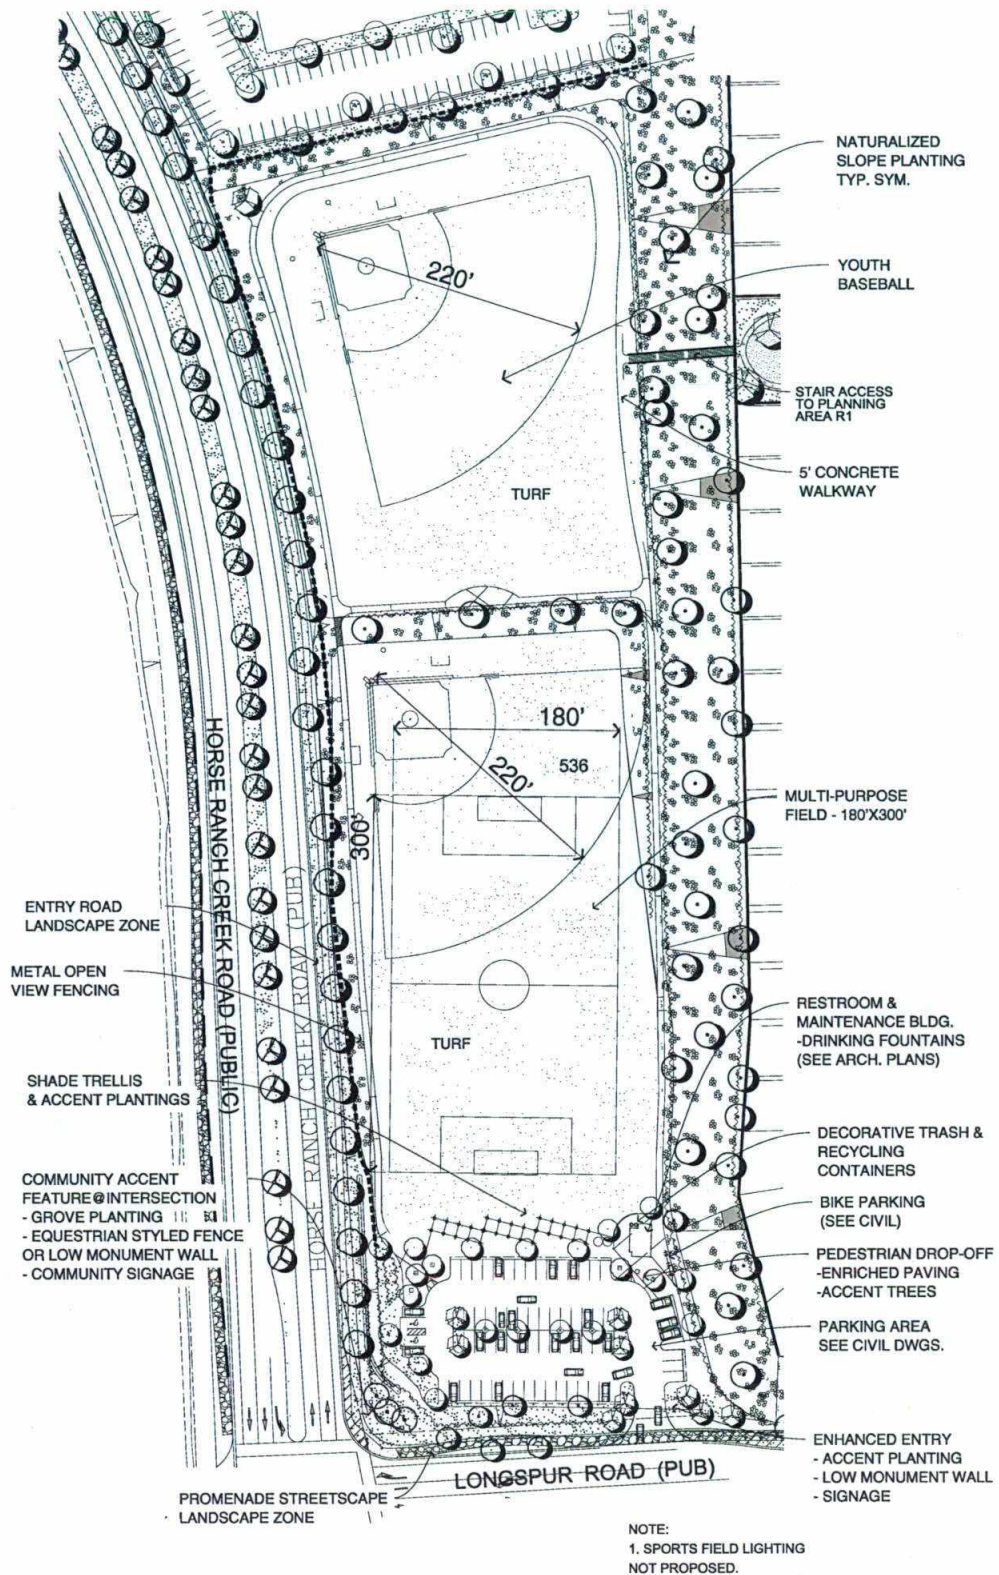 NATURALIZED
SLOPE PLANTING
TYP. SYM.
220'
YOUTH
BASEBALL
STAIR ACCESS
TO PLANNING
AREA R1
5' CONCRETE
WALKWAY
TURF
180'
536
220'
300'
MULTI-PURPOSE
FIELD - 180'X300'
HORSE RANCH CREEK ROAD (PUBLIC)
HORSE RANCH CREEK ROAD (PUB)
ENTRY ROAD
LANDSCAPE ZONE
METAL OPEN
VIEW FENCING
TURF
RESTROOM &
MAINTENANCE BLDG.
-DRINKING FOUNTAINS
(SEE ARCH. PLANS)
SHADE TRELLIS
& ACCENT PLANTINGS
DECORATIVE TRASH &
RECYCLING
CONTAINERS
COMMUNITY ACCENT
FEATURE@INTERSECTION
- GROVE PLANTING
- EQUESTRIAN STYLED FENCE
OR LOW MONUMENT WALL
- COMMUNITY SIGNAGE
BIKE PARKING
(SEE CIVIL)
PEDESTRIAN DROP-OFF
-ENRICHED PAVING
-ACCENT TREES
PARKING AREA
SEE CIVIL DWGS.
ENHANCED ENTRY
- ACCENT PLANTING
- LOW MONUMENT WALL
- SIGNAGE
LONGSPUR ROAD (PUB)
PROMENADE STREETSCAPE
LANDSCAPE ZONE
NOTE:
1. SPORTS FIELD LIGHTING
NOT PROPOSED.